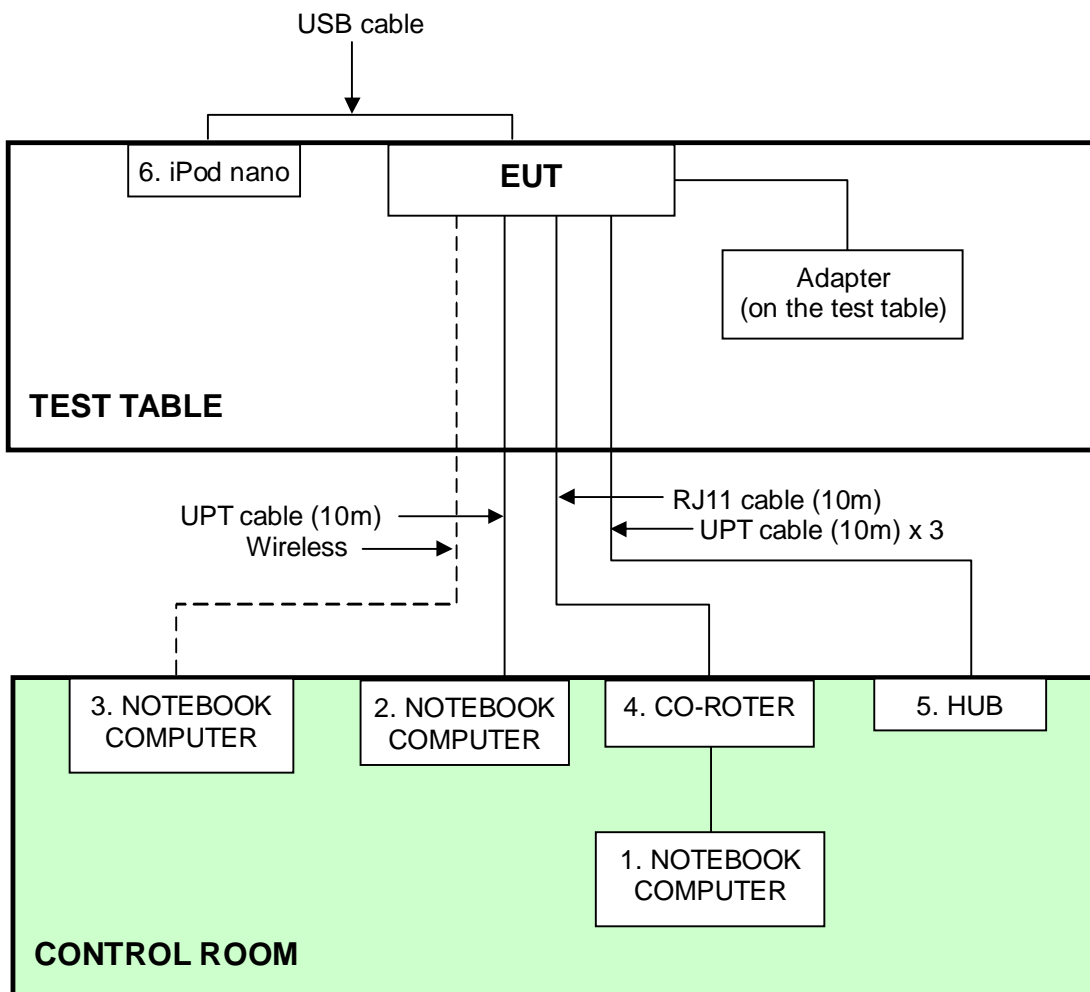 USB cable
6. iPod nano
EUT
Adapter
(on the test table)
TEST TABLE
UPT cable (10m)
Wireless
RJ11 cable (10m)
UPT cable (10m) x 3
3. NOTEBOOK
COMPUTER
2. NOTEBOOK
COMPUTER
4. CO-ROTER
5. HUB
1. NOTEBOOK
COMPUTER
CONTROL ROOM